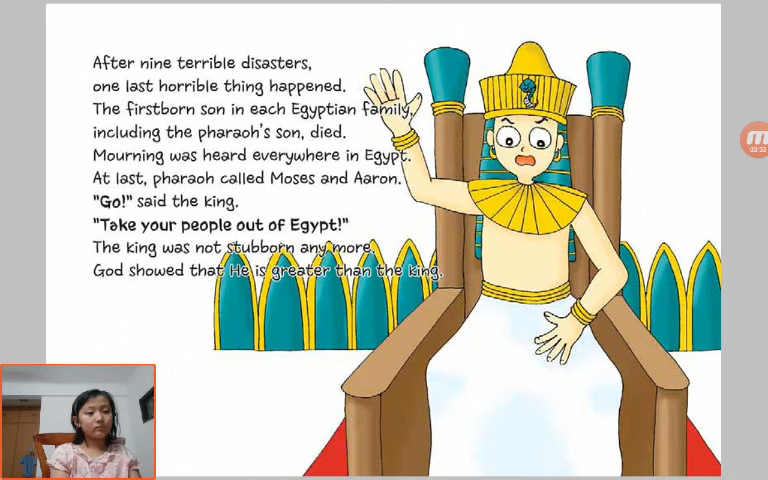 After nine terrible disasters,
one last horrible thing happened.
The firstborn son in each Egyptian family,
including the pharaoh's son, died.
Mourning was heard everywhere in Egypt.
At last, pharaoh called Moses and Aaron.
"Go!" said the king.
"Take your people out of Egypt!"
The king was not stubborn any more.
God showed that He is greater than the king.
03:53